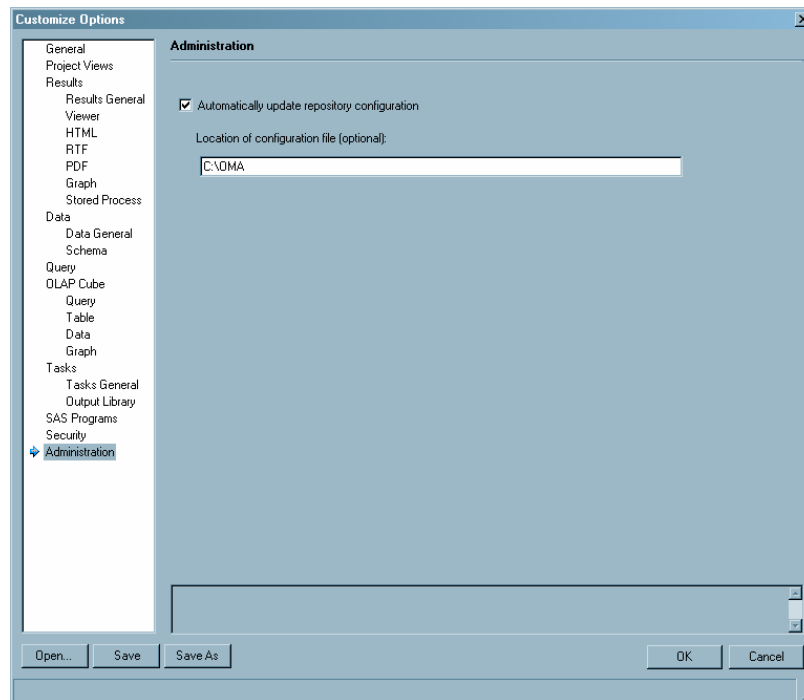 Customize Options
General
Project Views
Results
Results General
Viewer
HTML
RTF
PDF
Graph
Stored Process
Data
Data General
Schema
Query
OLAP Cube
Query
Table
Data
Graph
Tasks
Tasks General
Output Library
SAS Programs
Security
Administration
Administration
Automatically update repository configuration
Location of configuration file (optional):
C:\OMA
Open...
Save
Save As
OK
Cancel